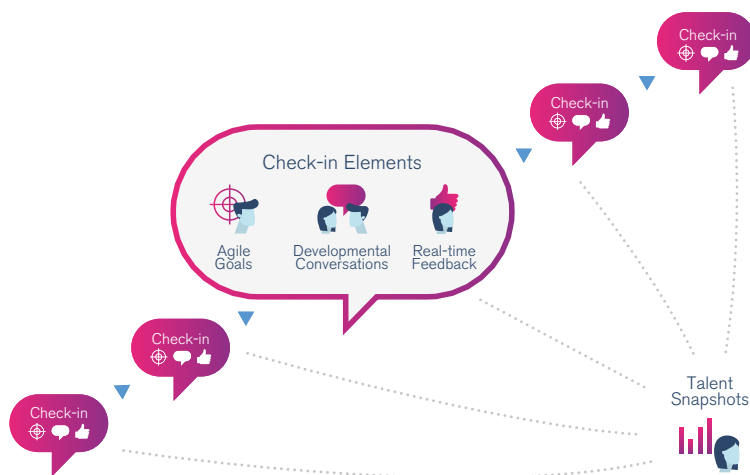 Check-in
Check-in
Check-in Elements
Agile
Goals
Developmental
Conversations
Real-time
Feedback
Check-in
Talent
Snapshots
Check-in